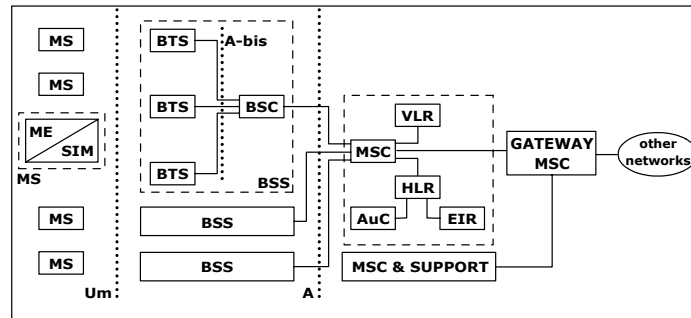 MS
MS
ME
SIM
MS
MS
MS
Um
BTS
A-bis
BTS
BSC
BTS
BSS
BSS
BSS
A
VLR
MSC
HLR
AuC
EIR
MSC & SUPPORT
GATEWAY
MSC
other
networks